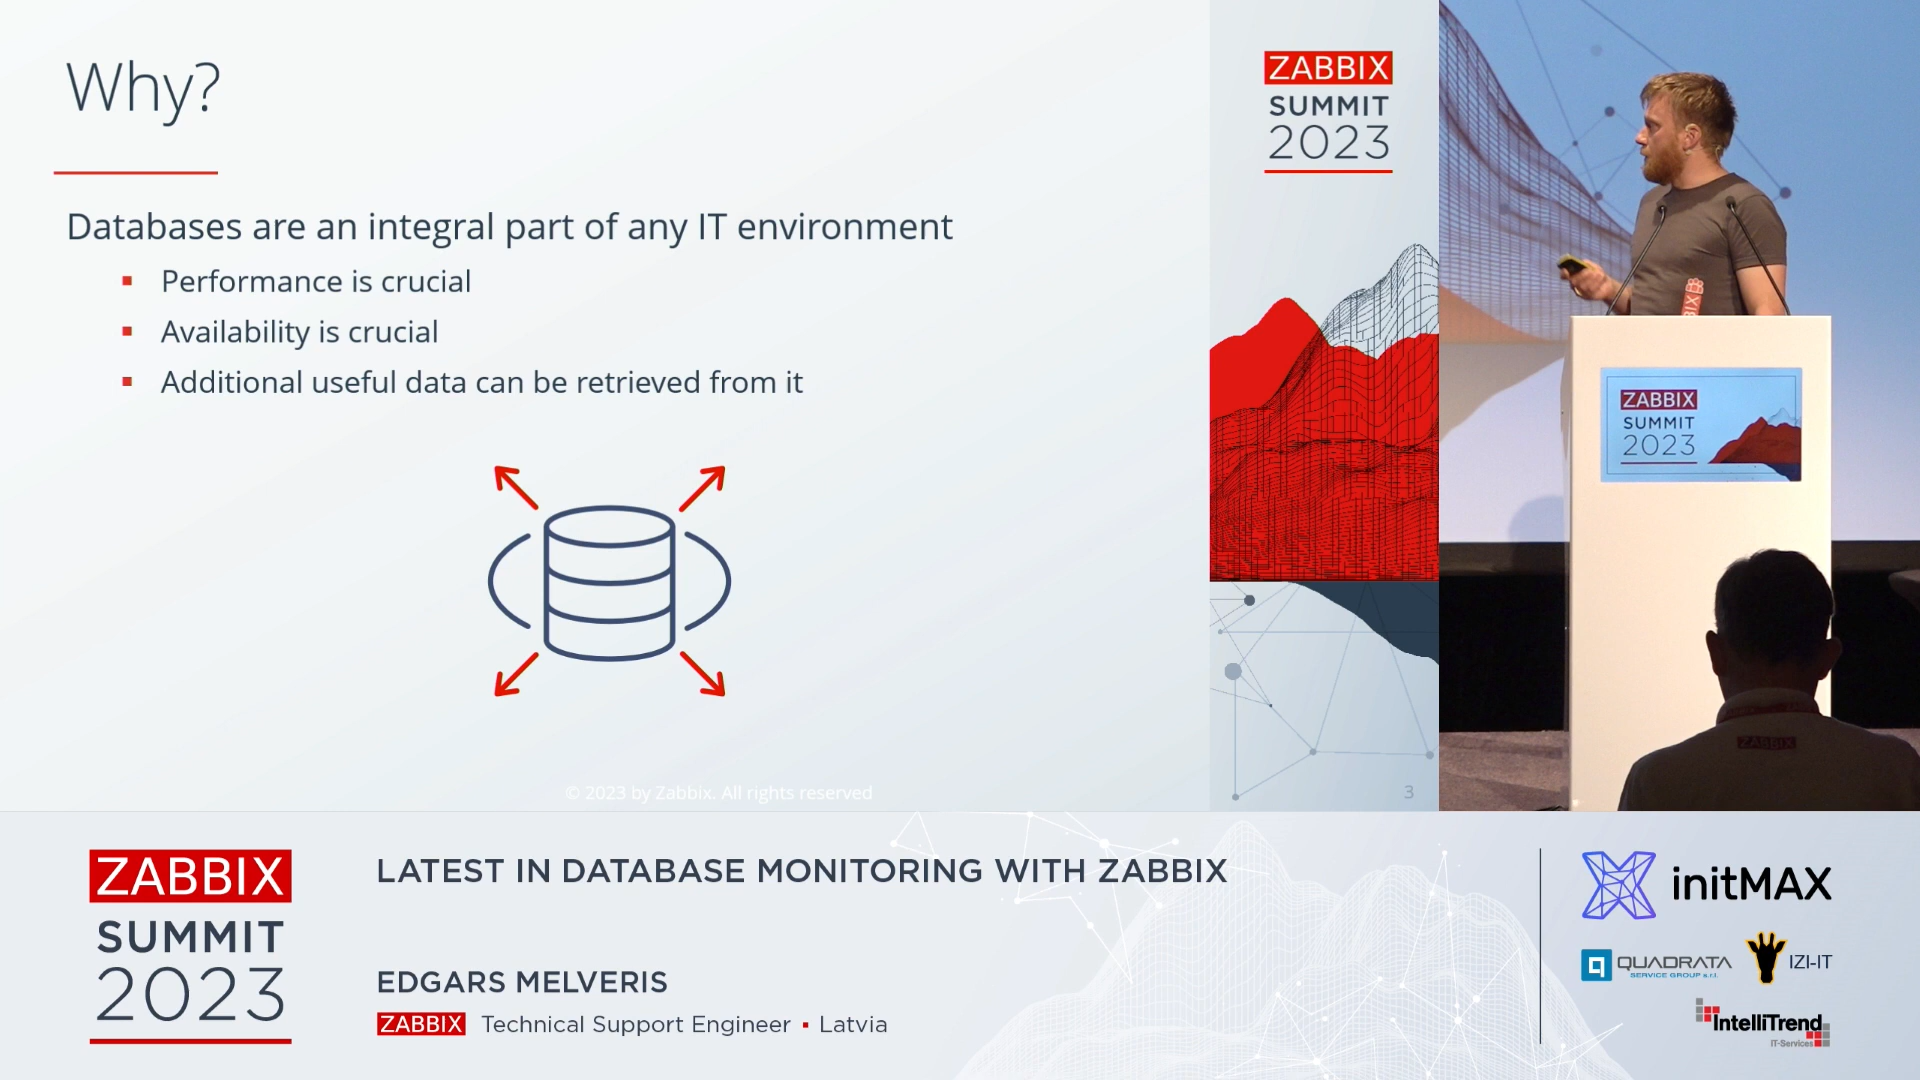 Why?
Databases are an integral part of any IT environment
Performance is crucial
Availability is crucial
Additional useful data can be retrieved from it
© 2023 by Zabbix. All rights reserved
3
ZABBIX
SUMMIT
2023
ZABBIX
SUMMIT
2023
ZABBIX
ZABBIX
SUMMIT
2023
LATEST IN DATABASE MONITORING WITH ZABBIX
EDGARS MELVERIS
ZABBIX Technical Support Engineer ▪ Latvia
initMAX
QUADRATA
SERVICE GROUP s.r.l.
IZI-IT
IntelliTrend
IT-Services